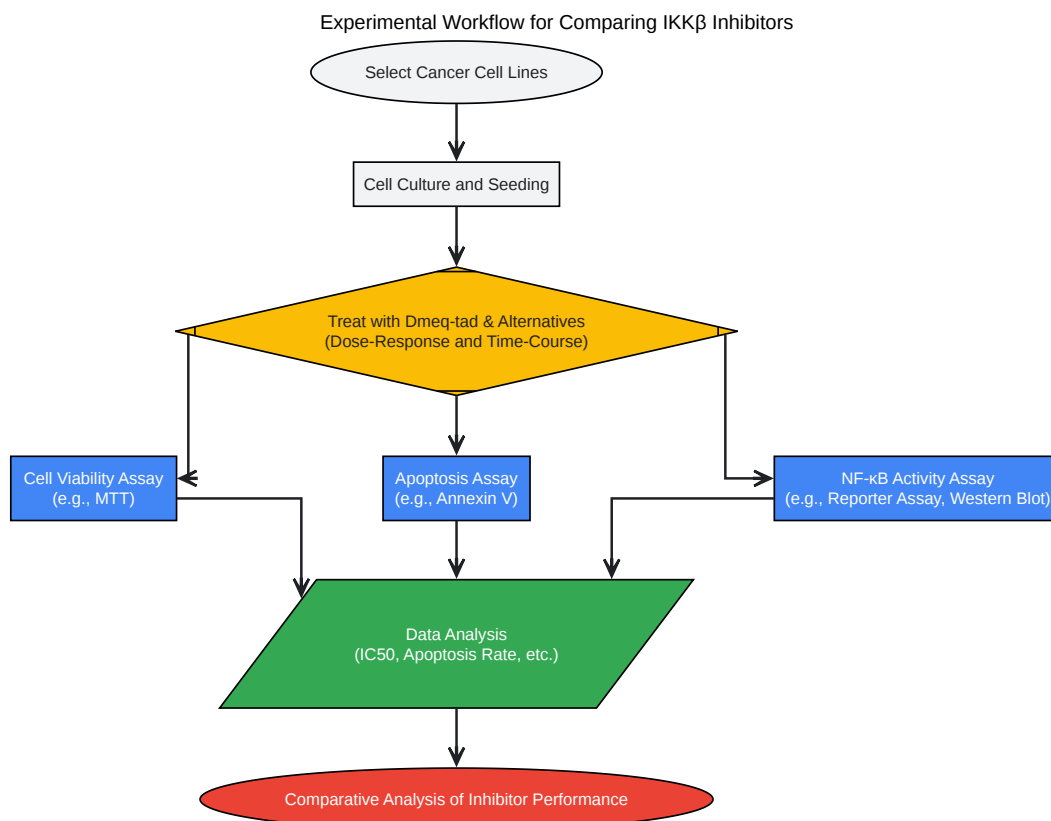 Experimental Workflow for Comparing IKKβ Inhibitors
Select Cancer Cell Lines
Cell Culture and Seeding
Treat with Dmeq-tad & Alternatives
(Dose-Response and Time-Course)
Cell Viability Assay
(e.g., MTT)
Apoptosis Assay
(e.g., Annexin V)
NF-κB Activity Assay
(e.g., Reporter Assay, Western Blot)
Data Analysis
(IC50, Apoptosis Rate, etc.)
Comparative Analysis of Inhibitor Performance